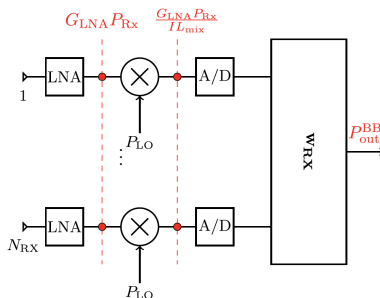 G_LNA P_Rx
G_LNA P_Rx / IL_mix
LNA
A/D
1
P_LO
⋮
W_RX
P_out^BB
LNA
A/D
N_RX
P_LO